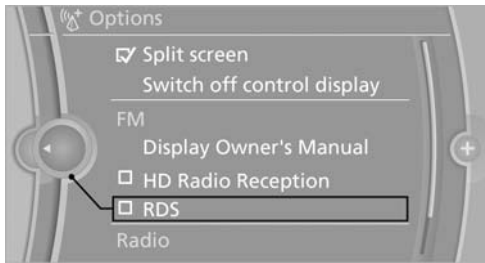 Options
Split screen
Switch off control display
FM
Display Owner's Manual
HD Radio Reception
RDS
Radio